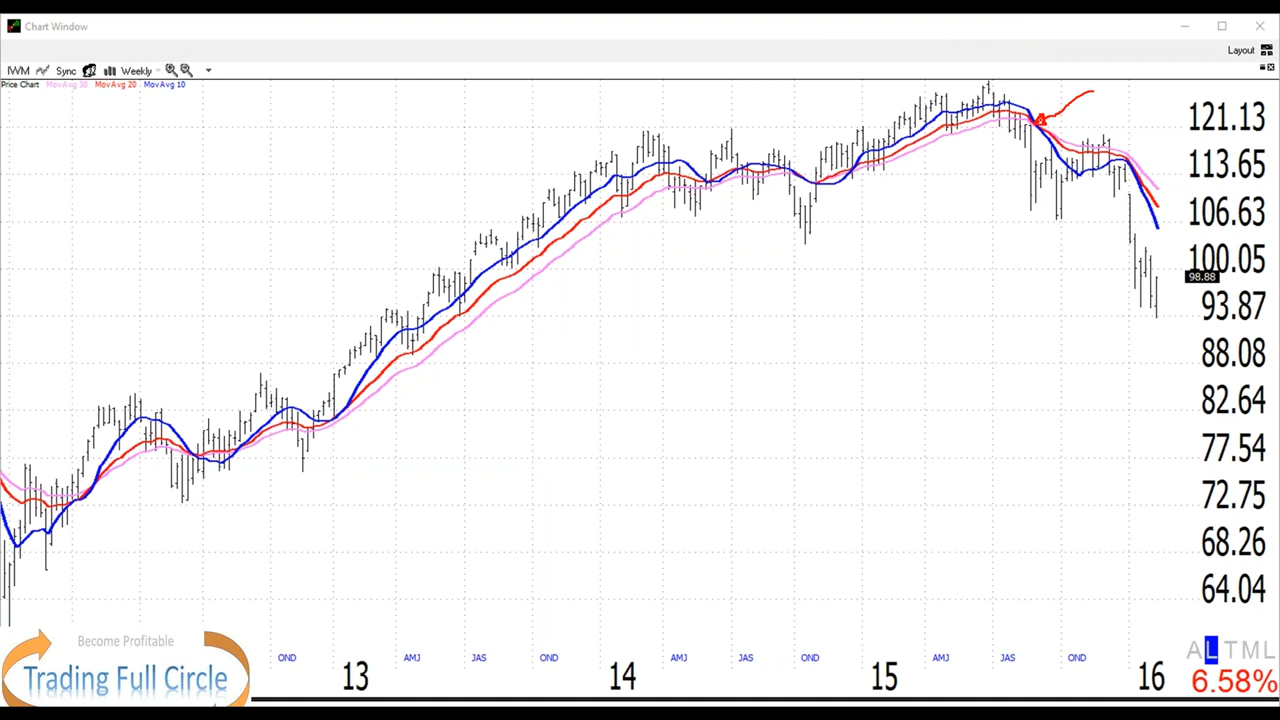 Chart Window
Layout
IWM Sync Weekly
Price Chart MovAvg 30 MovAvg 20 MovAvg 10
121.13
113.65
106.63
100.05
98.88
93.87
88.08
82.64
77.54
72.75
68.26
64.04
Become Profitable
Trading Full Circle
OND AMJ JAS OND AMJ JAS OND AMJ JAS OND
13 14 15 16
ALTML
6.58%